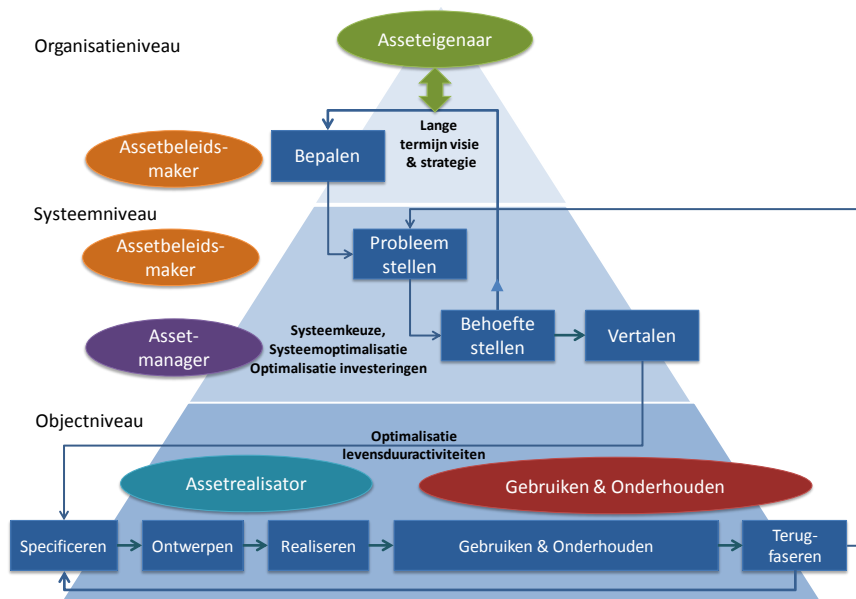 Organisatieniveau
Asseteigenaar
Assetbeleids-
maker
Bepalen
Lange
termijn visie
& strategie
Systeemniveau
Assetbeleids-
maker
Probleem
stellen
Asset-
manager
Systeemkeuze,
Systeemoptimalisatie
Optimalisatie investeringen
Behoefte
stellen
Vertalen
Objectniveau
Optimalisatie
levensduuractiviteiten
Assetrealisator
Gebruiken & Onderhouden
Specificeren
Ontwerpen
Realiseren
Gebruiken & Onderhouden
Terug-
faseren